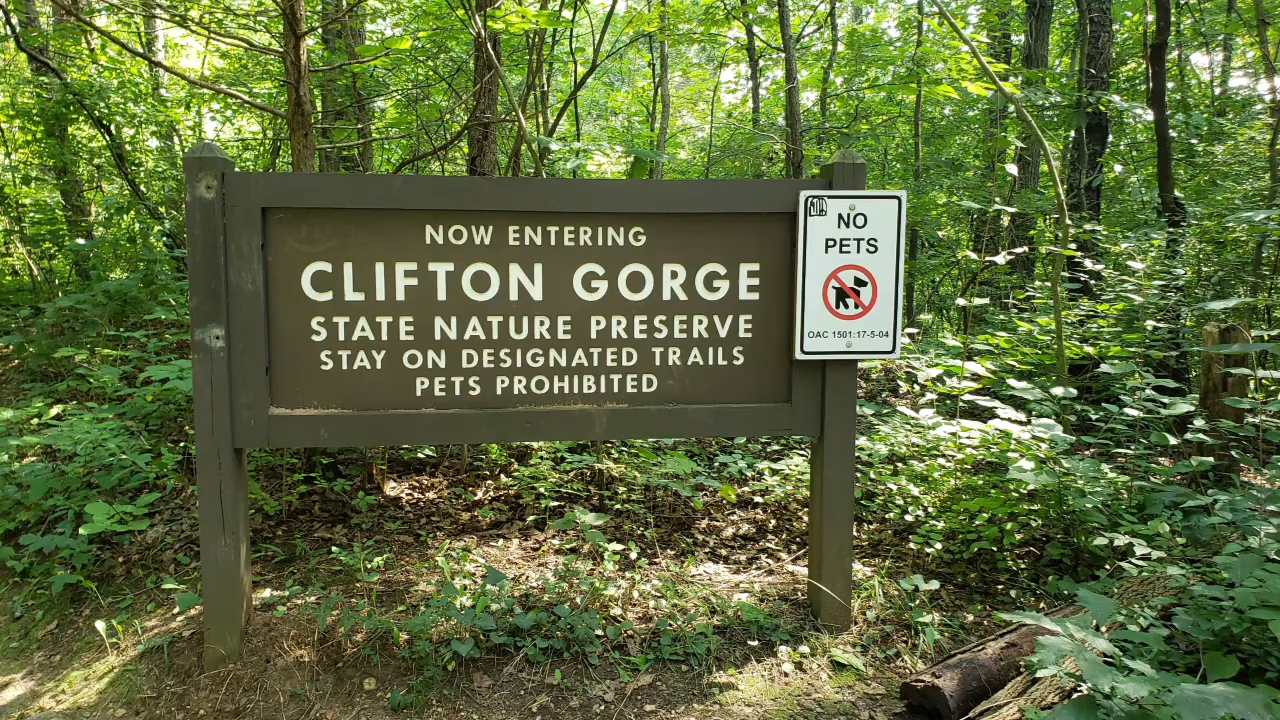 NOW ENTERING
CLIFTON GORGE
STATE NATURE PRESERVE
STAY ON DESIGNATED TRAILS
PETS PROHIBITED
NO
PETS
OAC 1501:17-5-04